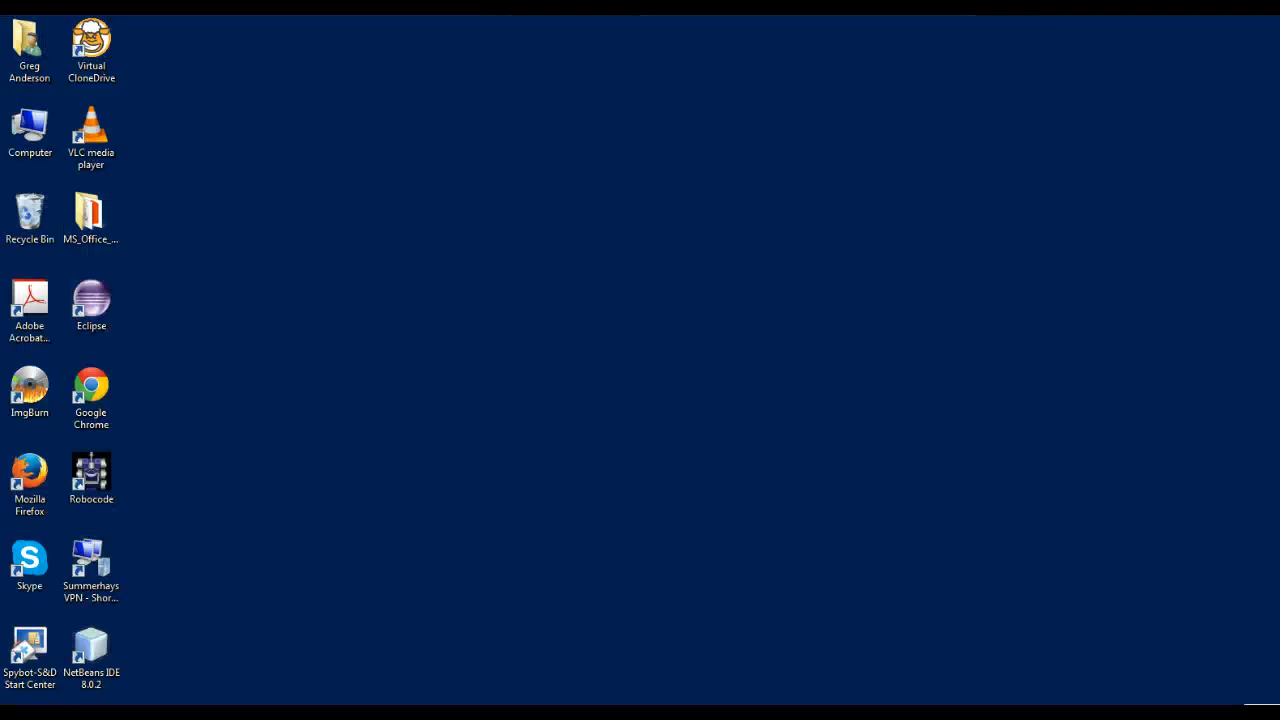 Greg
Anderson
Virtual
CloneDrive
Computer
VLC media
player
Recycle Bin
MS_Office_...
Adobe
Acrobat...
Eclipse
ImgBurn
Google
Chrome
Mozilla
Firefox
Robocode
S
Skype
Summerhays
VPN - Shor...
Spybot-S&D
Start Center
NetBeans IDE
8.0.2